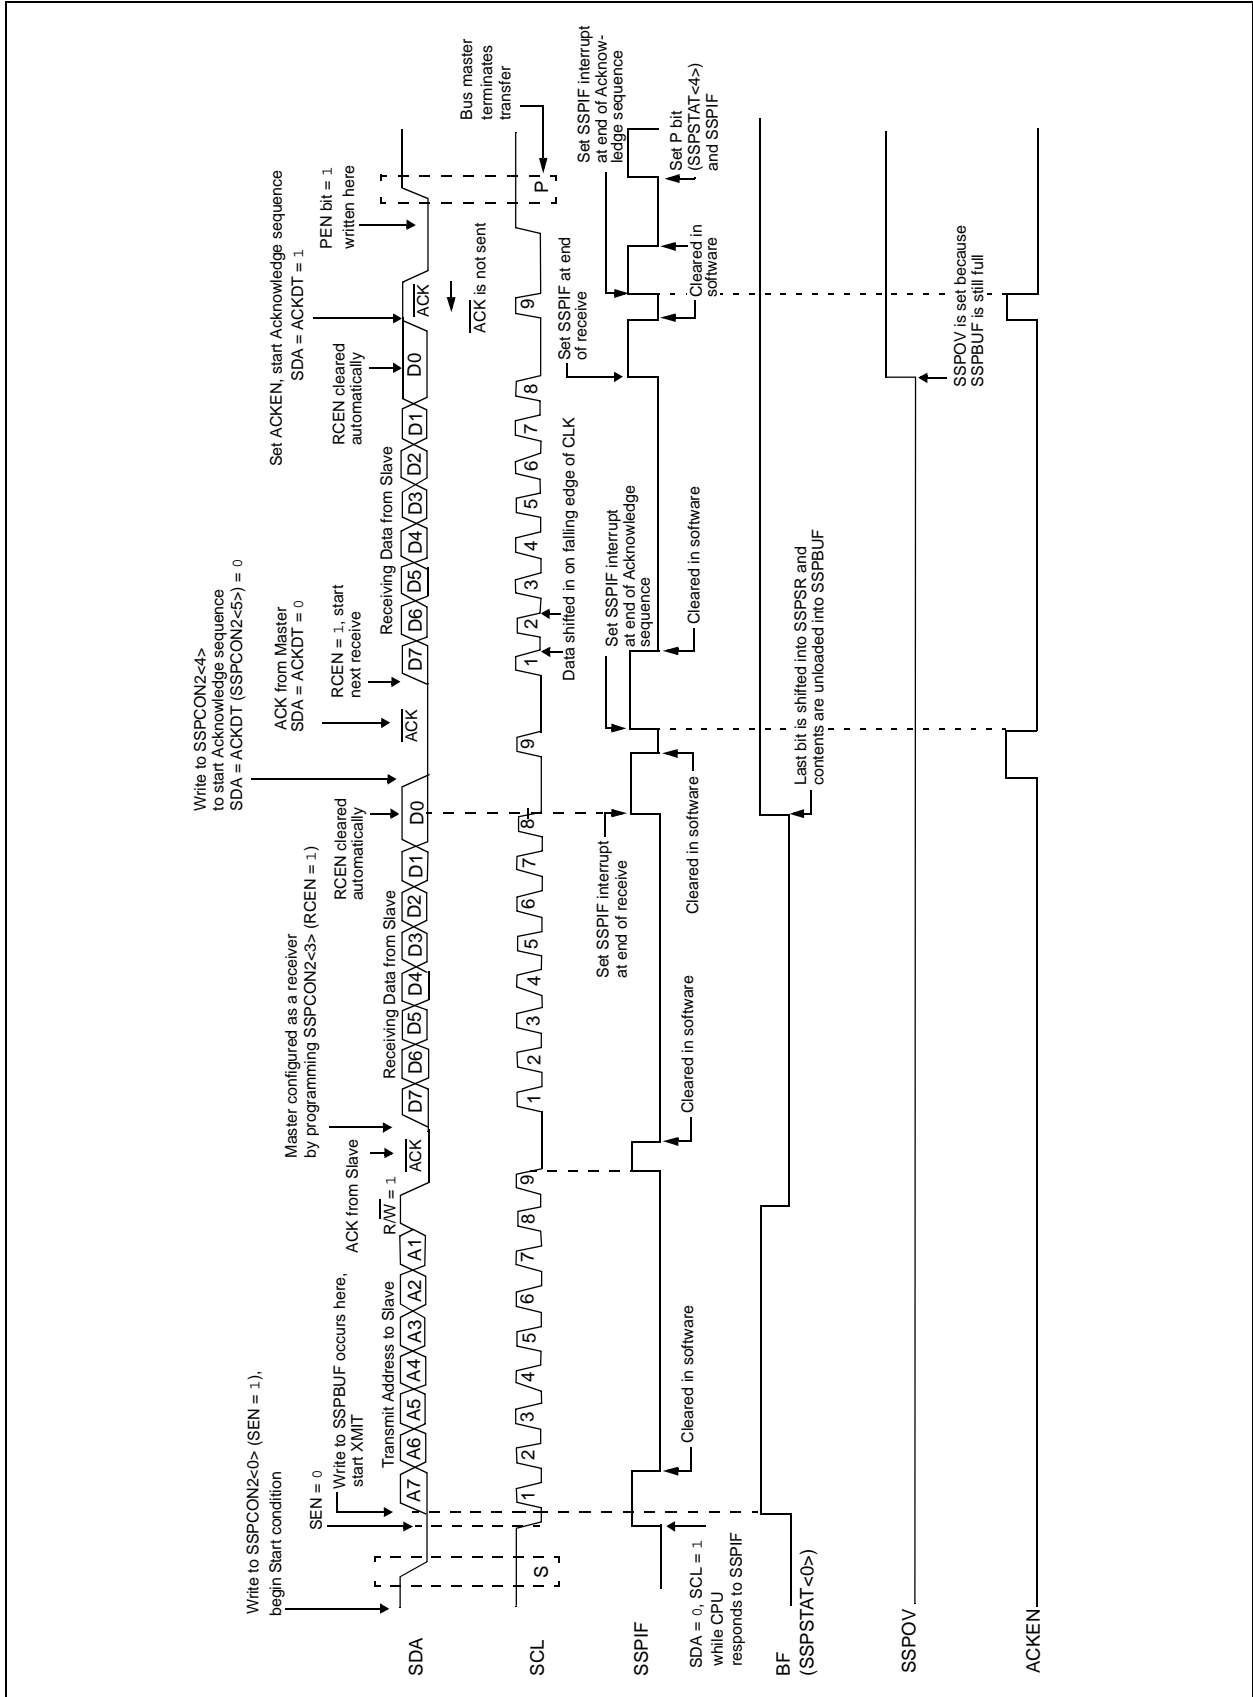 Write to SSPCON2<0> (SEN = 1),
begin Start condition
SEN = 0
Write to SSPBUF occurs here,
start XMIT
ACK from Slave
Master configured as a receiver
by programming SSPCON2<3> (RCEN = 1)
RCEN cleared
automatically
Write to SSPCON2<4>
to start Acknowledge sequence
SDA = ACKDT (SSPCON2<5>) = 0
ACK from Master
SDA = ACKDT = 0
RCEN = 1, start
next receive
RCEN cleared
automatically
Set ACKEN, start Acknowledge sequence
SDA = ACKDT = 1
PEN bit = 1
written here
Transmit Address to Slave
R/W = 1
Receiving Data from Slave
Receiving Data from Slave
SDA
A7 A6 A5 A4 A3 A2 A1 ACK D7 D6 D5 D4 D3 D2 D1 D0 ACK D7 D6 D5 D4 D3 D2 D1 D0 ACK
ACK is not sent
Bus master
terminates
transfer
SCL
S 1 2 3 4 5 6 7 8 9 1 2 3 4 5 6 7 8 9 1 2 3 4 5 6 7 8 9 P
Data shifted in on falling edge of CLK
Set SSPIF interrupt
at end of receive
Set SSPIF interrupt
at end of Acknowledge
sequence
Set SSPIF at end
of receive
Set SSPIF interrupt
at end of Acknow-
ledge sequence
SSPIF
SDA = 0, SCL = 1
while CPU
responds to SSPIF
Cleared in software
Cleared in software
Cleared in software
Cleared in software
Cleared in
software
Set P bit
(SSPSTAT<4>)
and SSPIF
BF
(SSPSTAT<0>)
Last bit is shifted into SSPSR and
contents are unloaded into SSPBUF
SSPOV
SSPOV is set because
SSPBUF is still full
ACKEN